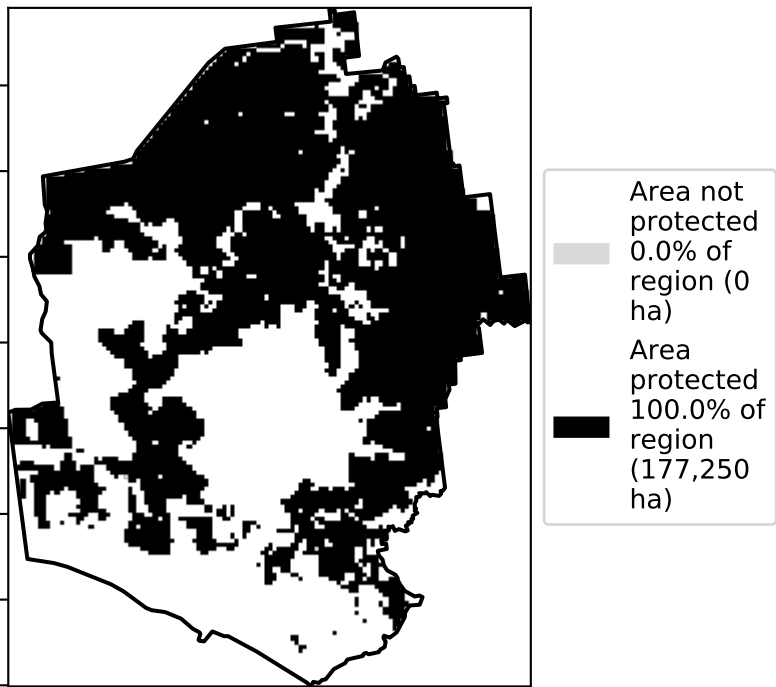 Area not
protected
0.0% of
region (0
ha)
Area
protected
100.0% of
region
(177,250
ha)